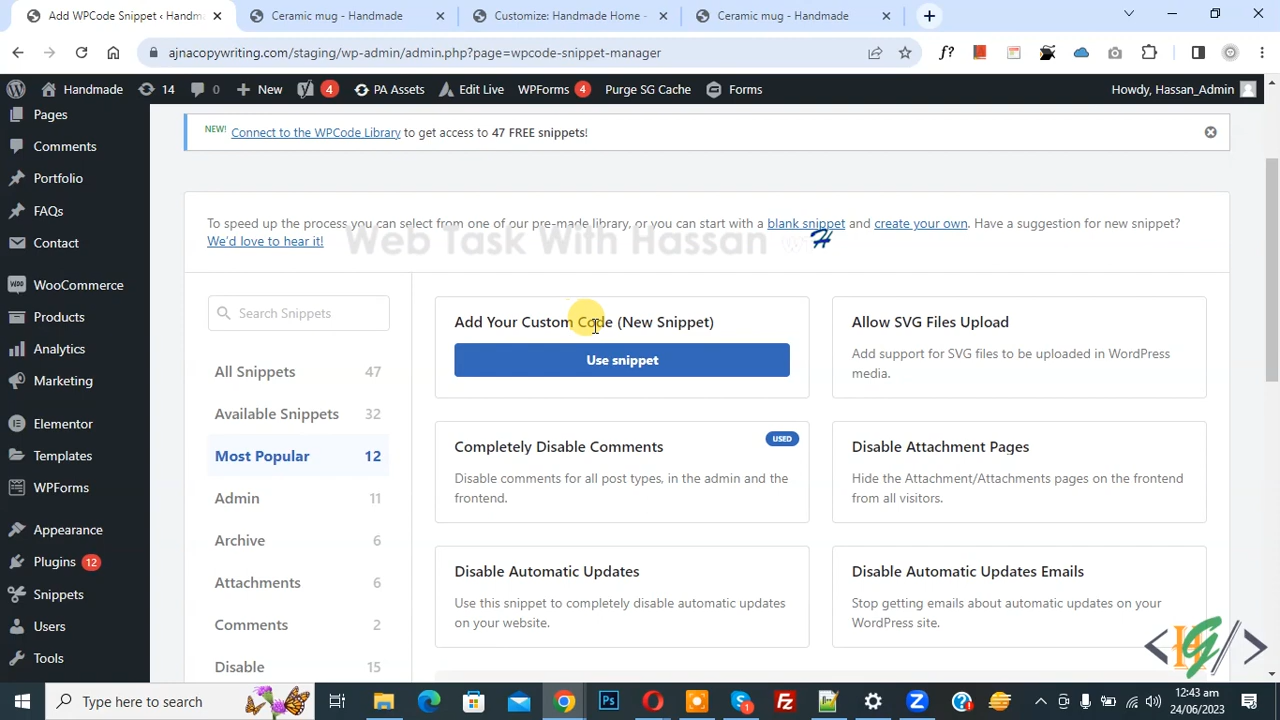 Add WPCode Snippet ‹ Handm
Ceramic mug - Handmade
Customize: Handmade Home -
Ceramic mug - Handmade
ajnacopywriting.com/staging/wp-admin/admin.php?page=wpcode-snippet-manager
f?
Handmade
14
0
New
4
PA Assets
Edit Live
WPForms 4
Purge SG Cache
Forms
Howdy, Hassan_Admin
Pages
Comments
Portfolio
FAQs
Contact
WooCommerce
Products
Analytics
Marketing
Elementor
Templates
WPForms
Appearance
Plugins 12
Snippets
Users
Tools
NEW! Connect to the WPCode Library to get access to 47 FREE snippets!
To speed up the process you can select from one of our pre-made library, or you can start with a blank snippet and create your own. Have a suggestion for new snippet?
We'd love to hear it!
Web Task With Hassan
Search Snippets
All Snippets 47
Available Snippets 32
Most Popular 12
Admin 11
Archive 6
Attachments 6
Comments 2
Disable 15
Add Your Custom Code (New Snippet)
Use snippet
Allow SVG Files Upload
Add support for SVG files to be uploaded in WordPress
media.
Completely Disable Comments
USED
Disable comments for all post types, in the admin and the
frontend.
Disable Attachment Pages
Hide the Attachment/Attachments pages on the frontend
from all visitors.
Disable Automatic Updates
Use this snippet to completely disable automatic updates
on your website.
Disable Automatic Updates Emails
Stop getting emails about automatic updates on your
WordPress site.
Type here to search
12:43 am
24/06/2023